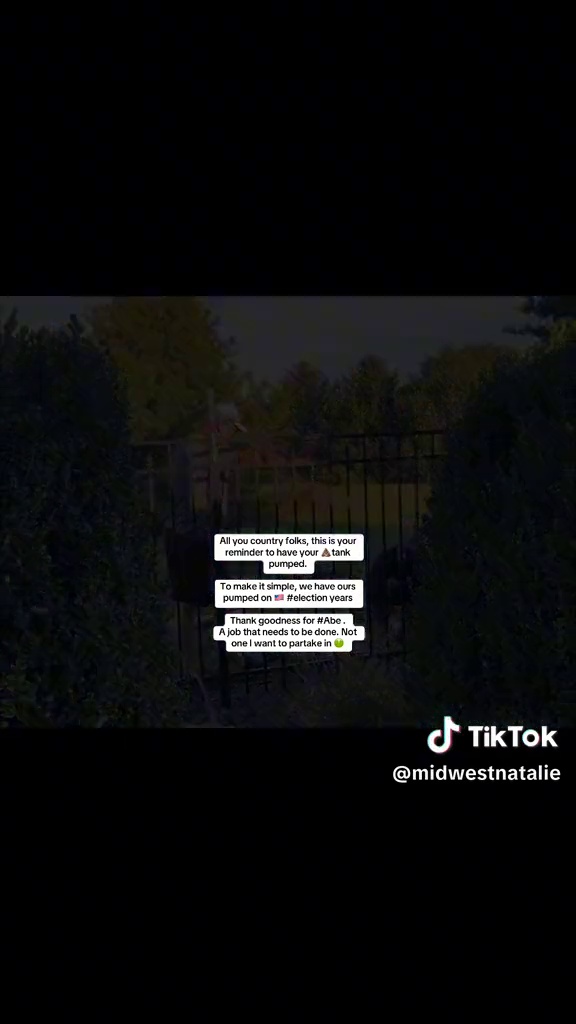 All you country folks, this is your
reminder to have your 💩tank
pumped.
To make it simple, we have ours
pumped on 🇺🇸 #election years
Thank goodness for #Abe .
A job that needs to be done. Not
one I want to partake in 🤢
TikTok
@midwestnatalie